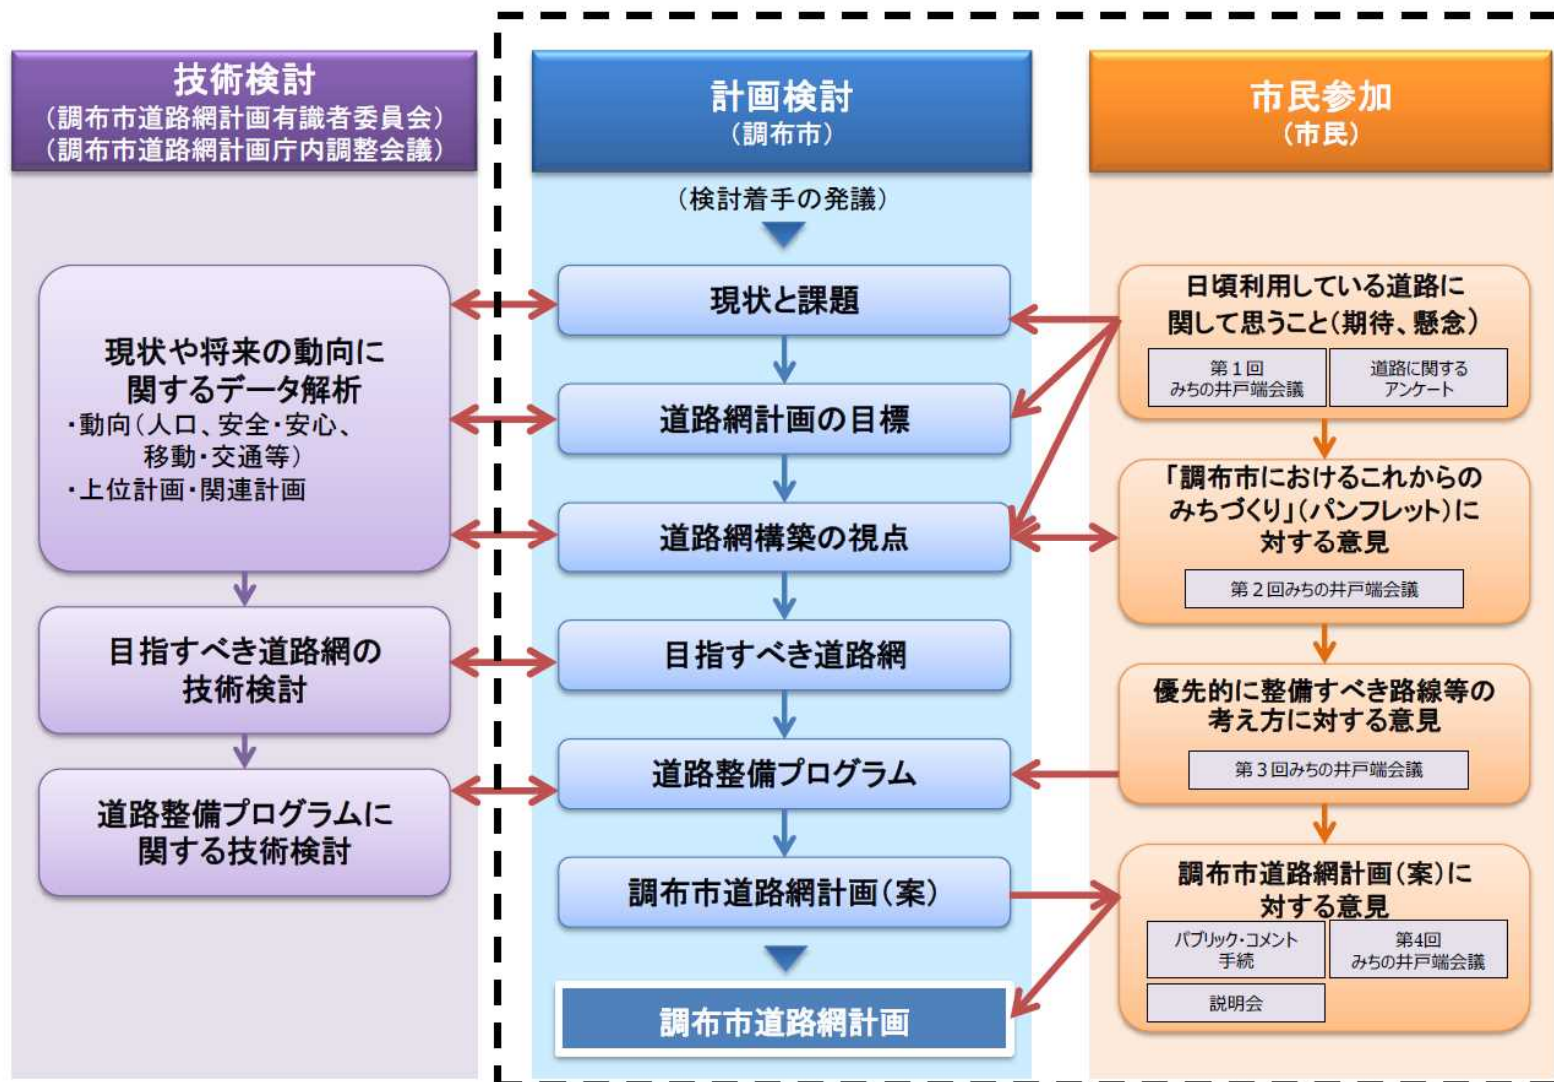 技術検討
（調布市道路網計画有識者委員会）
（調布市道路網計画庁内調整会議）
現状や将来の動向に
関するデータ解析
・動向（人口、安全・安心、
移動・交通等）
・上位計画・関連計画
目指すべき道路網の
技術検討
道路整備プログラムに
関する技術検討
計画検討
（調布市）
（検討着手の発議）
現状と課題
道路網計画の目標
道路網構築の視点
目指すべき道路網
道路整備プログラム
調布市道路網計画（案）
調布市道路網計画
市民参加
（市民）
日頃利用している道路に
関して思うこと（期待、懸念）
第１回
みちの井戸端会議
道路に関する
アンケート
「調布市におけるこれからの
みちづくり」（パンフレット）に
対する意見
第２回みちの井戸端会議
優先的に整備すべき路線等の
考え方に対する意見
第３回みちの井戸端会議
調布市道路網計画（案）に
対する意見
パブリック・コメント
手続
第4回
みちの井戸端会議
説明会